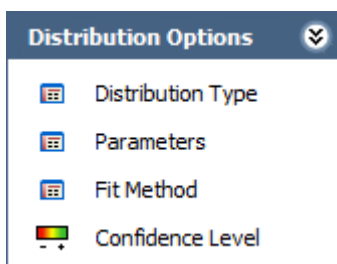 Distribution Options
Distribution Type
Parameters
Fit Method
Confidence Level
- +